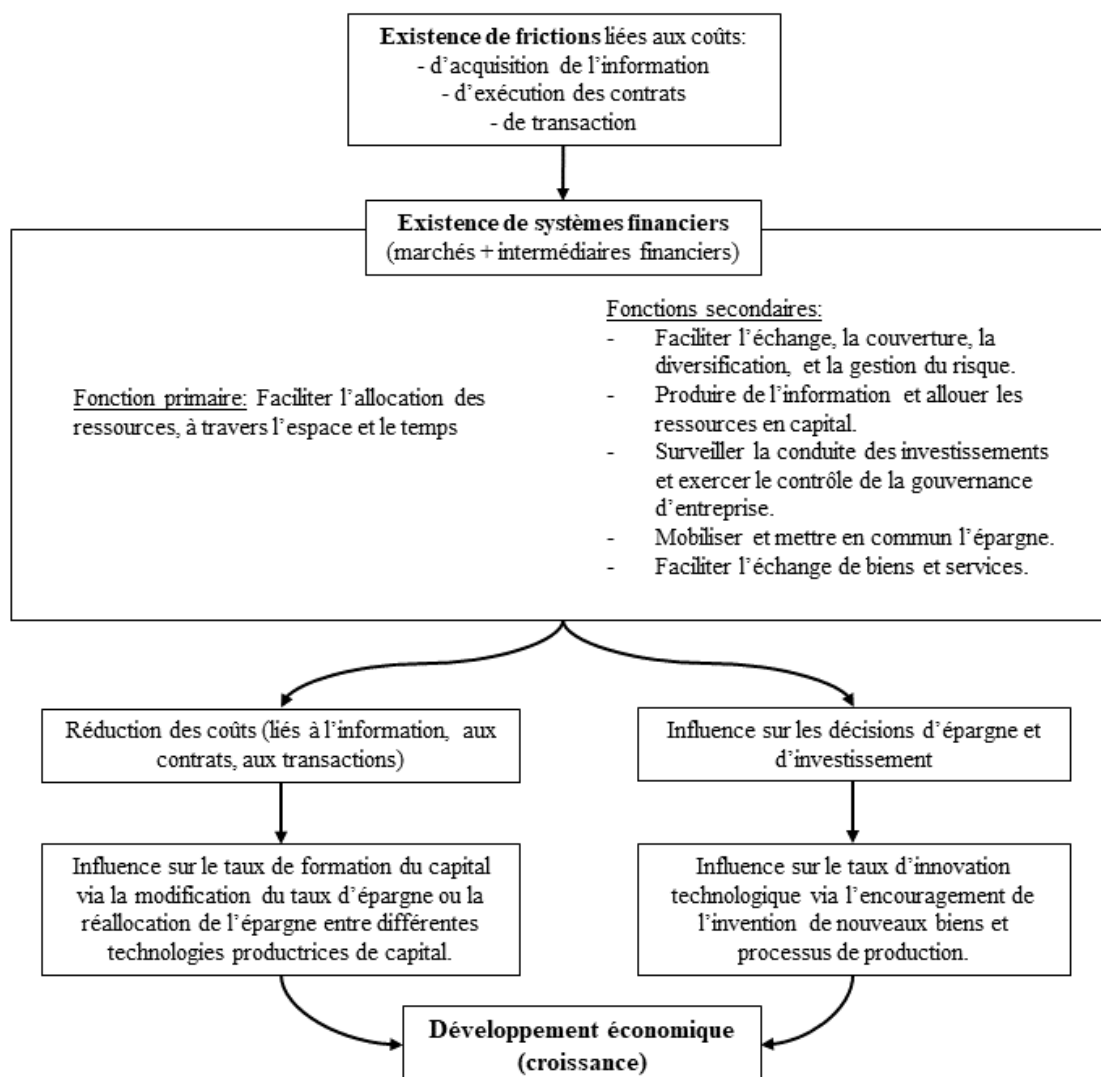 Existence de frictions liées aux coûts:
- d'acquisition de l'information
- d'exécution des contrats
- de transaction
Existence de systèmes financiers
(marchés + intermédiaires financiers)
Fonction primaire: Faciliter l'allocation des
ressources, à travers l'espace et le temps
Fonctions secondaires:
- Faciliter l'échange, la couverture, la
diversification, et la gestion du risque.
- Produire de l'information et allouer les
ressources en capital.
- Surveiller la conduite des investissements
et exercer le contrôle de la gouvernance
d'entreprise.
- Mobiliser et mettre en commun l'épargne.
- Faciliter l'échange de biens et services.
Réduction des coûts (liés à l'information, aux
contrats, aux transactions)
Influence sur les décisions d'épargne et
d'investissement
Influence sur le taux de formation du capital
via la modification du taux d'épargne ou la
réallocation de l'épargne entre différentes
technologies productrices de capital.
Influence sur le taux d'innovation
technologique via l'encouragement de
l'invention de nouveaux biens et
processus de production.
Développement économique
(croissance)